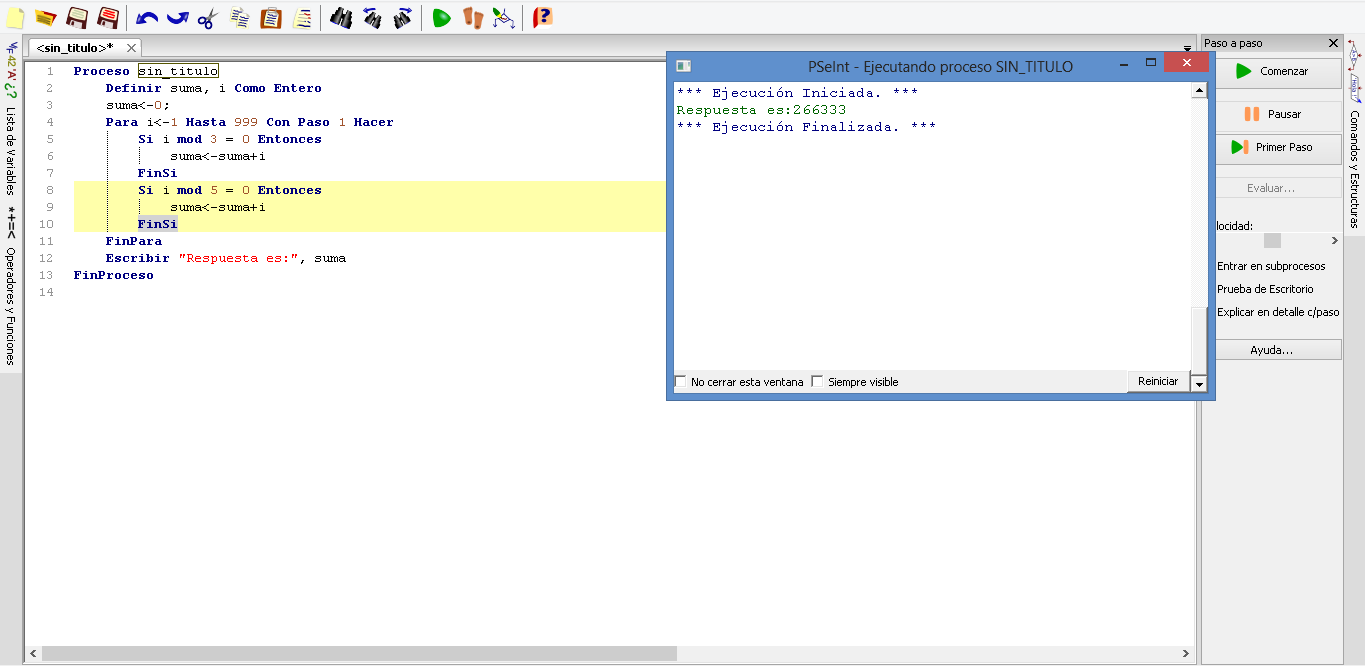 <sin_titulo>*
Proceso sin_titulo
Definir suma, i Como Entero
suma<-0;
Para i<-1 Hasta 999 Con Paso 1 Hacer
Si i mod 3 = 0 Entonces
suma<-suma+i
FinSi
Si i mod 5 = 0 Entonces
suma<-suma+i
FinSi
FinPara
Escribir "Respuesta es:", suma
FinProceso
1
2
3
4
5
6
7
8
9
10
11
12
13
14
Lista de Variables
Operadores y Funciones
*+=<
PSeInt - Ejecutando proceso SIN_TITULO
*** Ejecución Iniciada. ***
Respuesta es:266333
*** Ejecución Finalizada. ***
No cerrar esta ventana
Siempre visible
Reiniciar
Paso a paso
Comenzar
Pausar
Primer Paso
Evaluar...
locidad:
Entrar en subprocesos
Prueba de Escritorio
Explicar en detalle c/paso
Ayuda...
Comandos y Estructuras